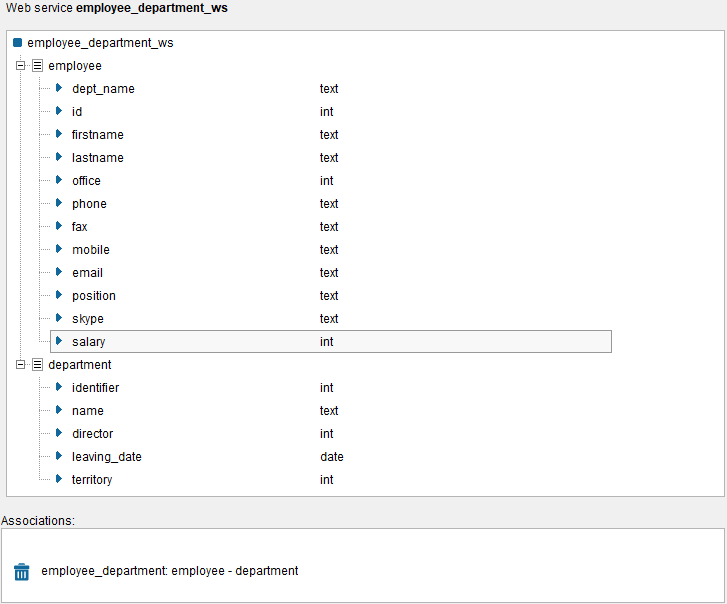 Web service employee_department_ws
employee_department_ws
employee
dept_name text
id int
firstname text
lastname text
office int
phone text
fax text
mobile text
email text
position text
skype text
salary int
department
identifier int
name text
director int
leaving_date date
territory int
Associations:
employee_department: employee - department